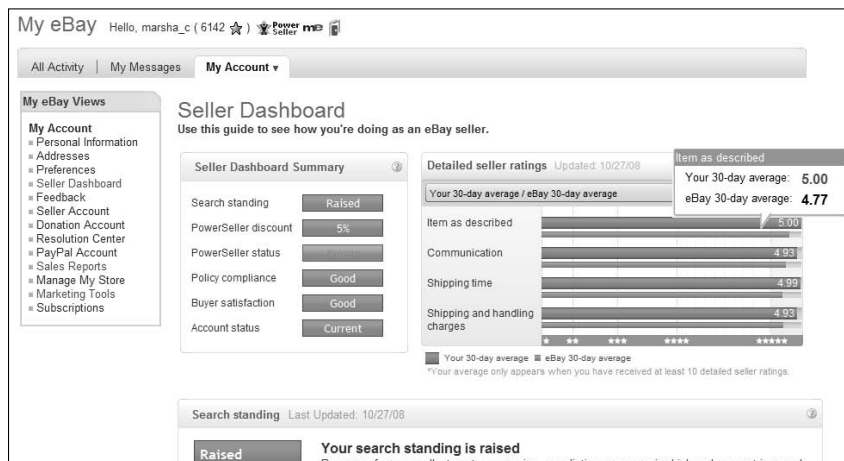 My eBay Hello, marsha_c ( 6142 ) Power Seller me
All Activity | My Messages My Account
My eBay Views
My Account
Personal Information
Addresses
Preferences
Seller Dashboard
Feedback
Seller Account
Donation Account
Resolution Center
PayPal Account
Sales Reports
Manage My Store
Marketing Tools
Subscriptions
Seller Dashboard
Use this guide to see how you're doing as an eBay seller.
Seller Dashboard Summary ?
Search standing Raised
PowerSeller discount 5%
PowerSeller status
Policy compliance Good
Buyer satisfaction Good
Account status Current
Detailed seller ratings Updated: 10/27/08
Your 30-day average / eBay 30-day average
Item as described
Your 30-day average: 5.00
eBay 30-day average: 4.77
Item as described 5.00
Communication 4.93
Shipping time 4.99
Shipping and handling charges 4.93
Your 30-day average eBay 30-day average
*Your average only appears when you have received at least 10 detailed seller ratings.
Search standing Last Updated: 10/27/08 ?
Raised
Your search standing is raised